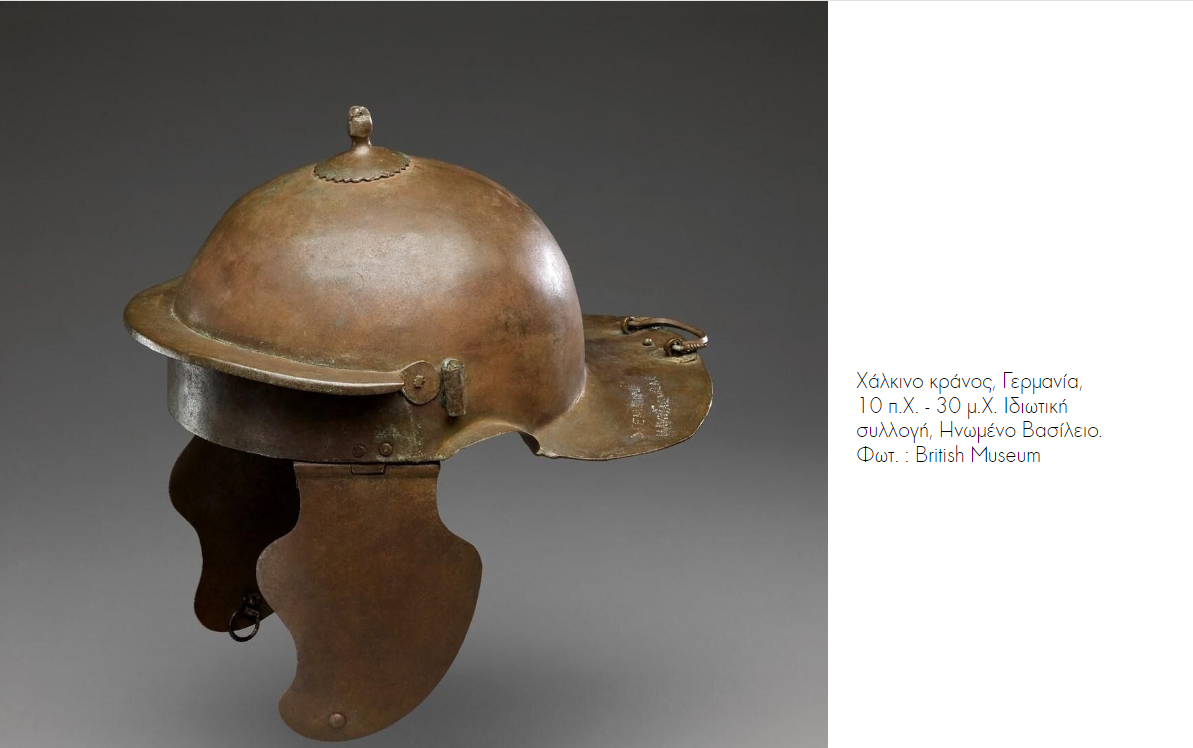 Χάλκινο κράνος, Γερμανία,
10 π.Χ. - 30 μ.Χ. Ιδιωτική
συλλογή, Ηνωμένο Βασίλειο.
Φωτ. : British Museum